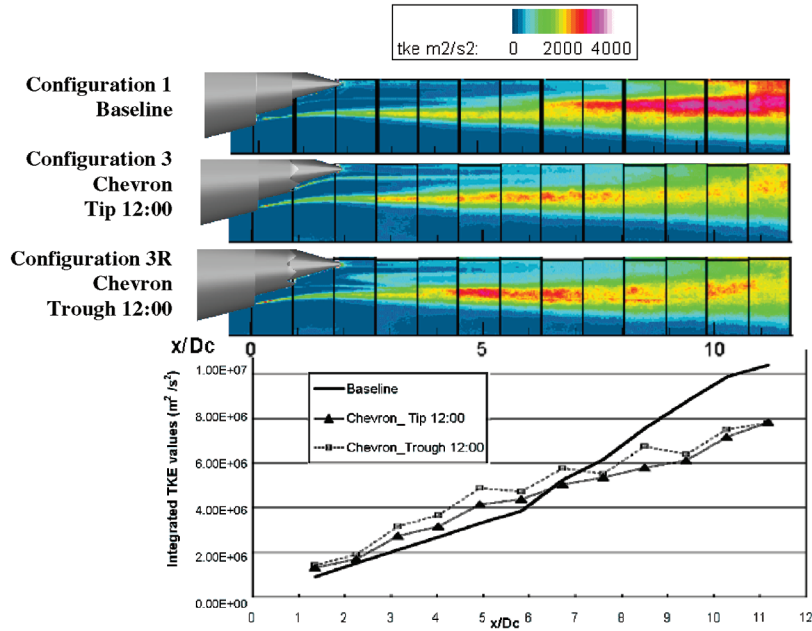 tke m2/s2: 0 2000 4000
Configuration 1
Baseline
Configuration 3
Chevron
Tip 12:00
Configuration 3R
Chevron
Trough 12:00
x/Dc 0 5 10
Integrated TKE values (m²/s²)
1.00E+07
8.00E+06
6.00E+06
4.00E+06
2.00E+06
0.00E+00
Baseline
Chevron_ Tip 12:00
Chevron_Trough 12:00
0 1 2 3 4 5 6 7 8 9 10 11 12
x/Dc